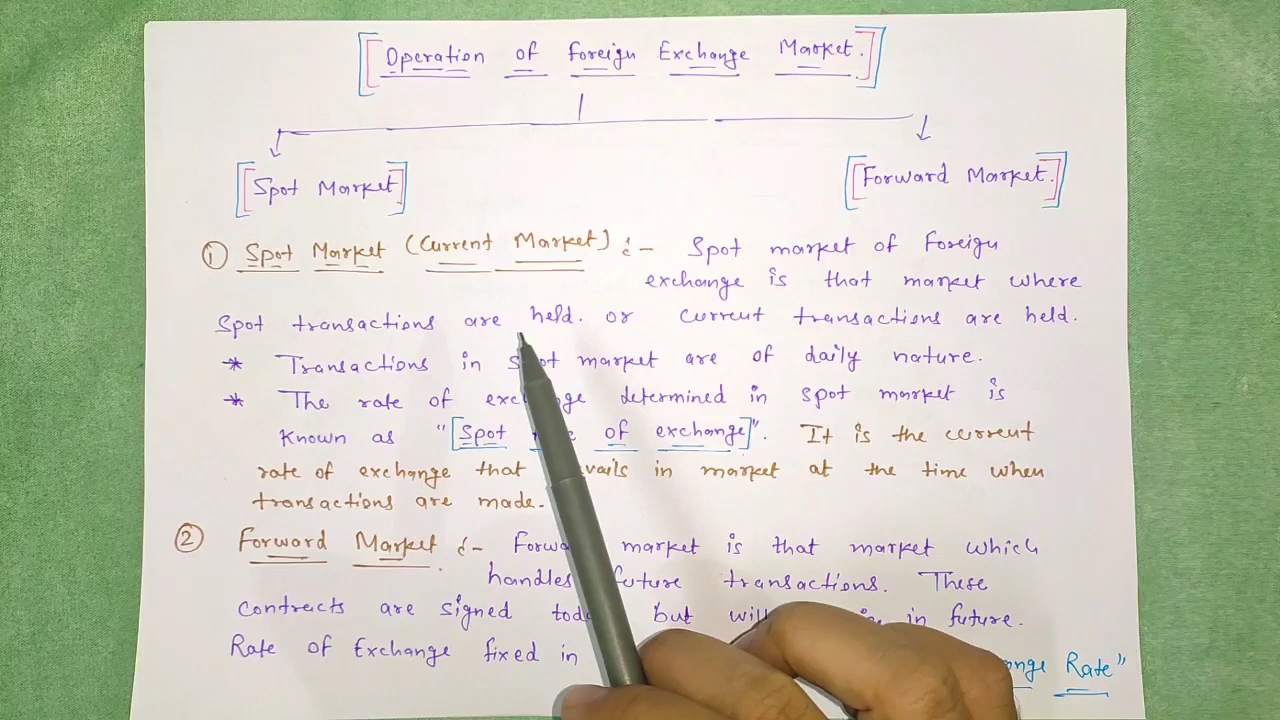 Operation of Foreign Exchange Market.
Spot Market
Forward Market.
① Spot Market (Current Market) :- Spot market of Foreign
exchange is that market where
Spot transactions are held. or current transactions are held.
* Transactions in Spot market are of daily nature.
* The rate of exchange determined in spot market is
Known as "[Spot of exchange]". It is the current
rate of exchange that in market at the time when
transactions are made.
② Forward Market :- market is that market which
handles future transactions. These
contracts are signed but in future.
Rate of Exchange fixed in Rate"